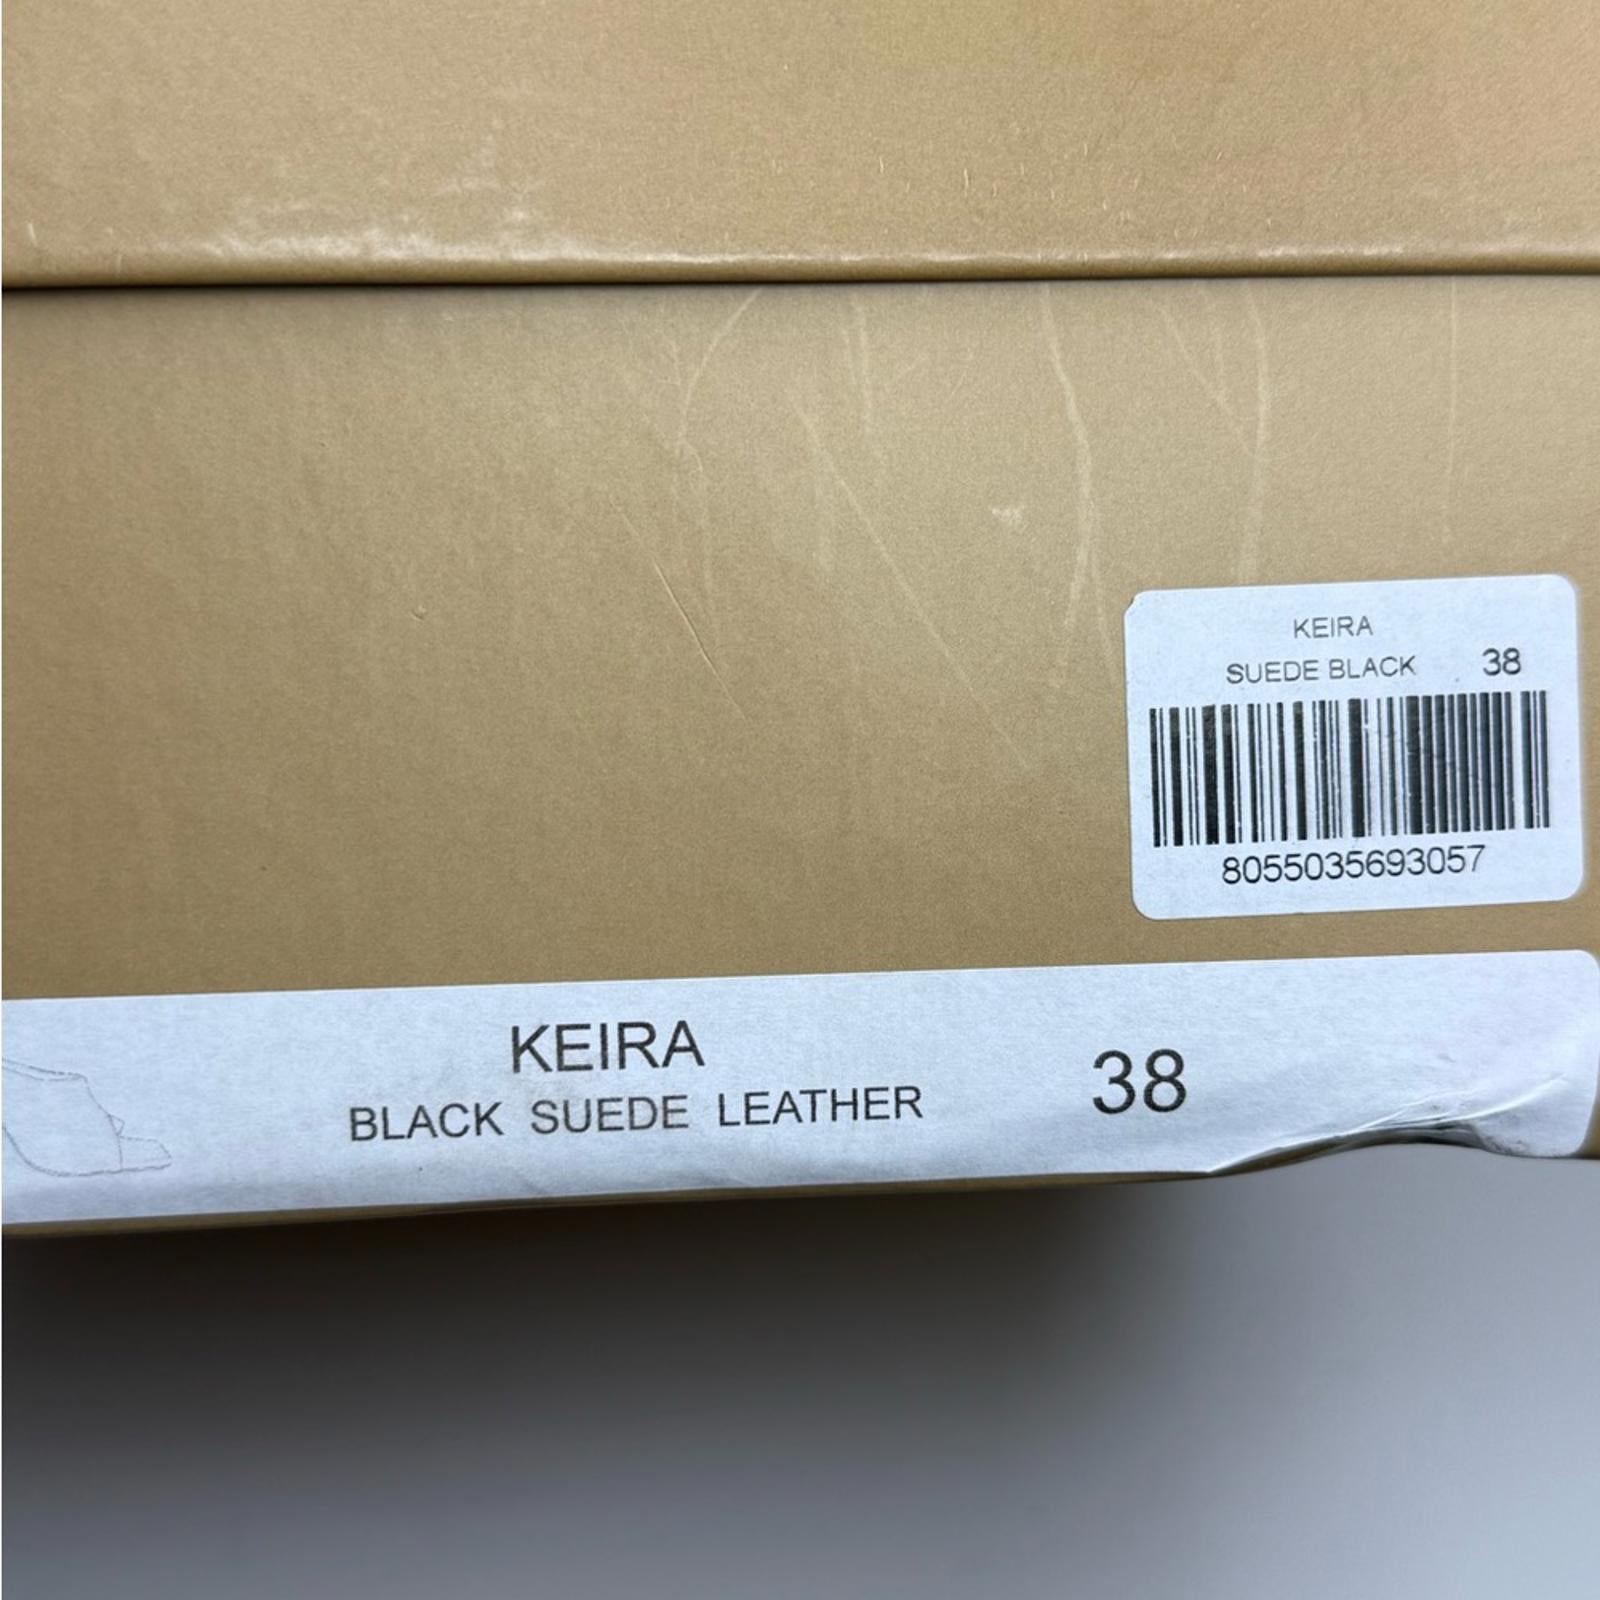 KEIRA
SUEDE BLACK 38
8055035693057
KEIRA
BLACK SUEDE LEATHER 38